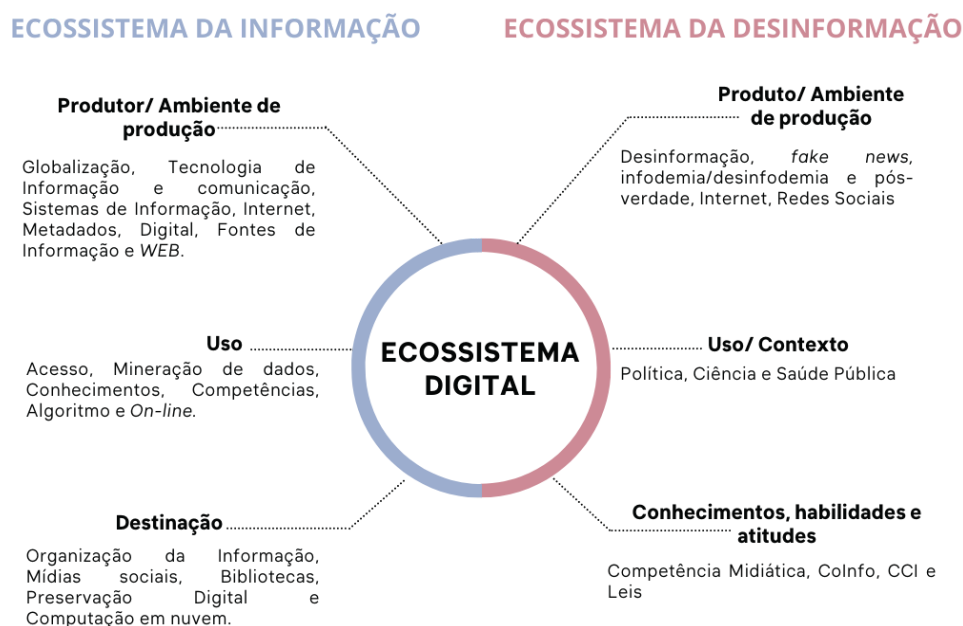 ECOSSISTEMA DA INFORMAÇÃO
ECOSSISTEMA DA DESINFORMAÇÃO
Produtor/ Ambiente de
produção
Globalização, Tecnologia de
Informação e comunicação,
Sistemas de Informação, Internet,
Metadados, Digital, Fontes de
Informação e WEB.
Uso
Acesso, Mineração de dados,
Conhecimentos, Competências,
Algoritmo e On-line.
Destinação
Organização da Informação,
Mídias sociais, Bibliotecas,
Preservação Digital e
Computação em nuvem.
ECOSSISTEMA
DIGITAL
Produto/ Ambiente
de produção
Desinformação, fake news,
infodemia/desinfodemia e pós-
verdade, Internet, Redes Sociais
Uso/ Contexto
Política, Ciência e Saúde Pública
Conhecimentos, habilidades e
atitudes
Competência Midiática, CoInfo, CCI e
Leis